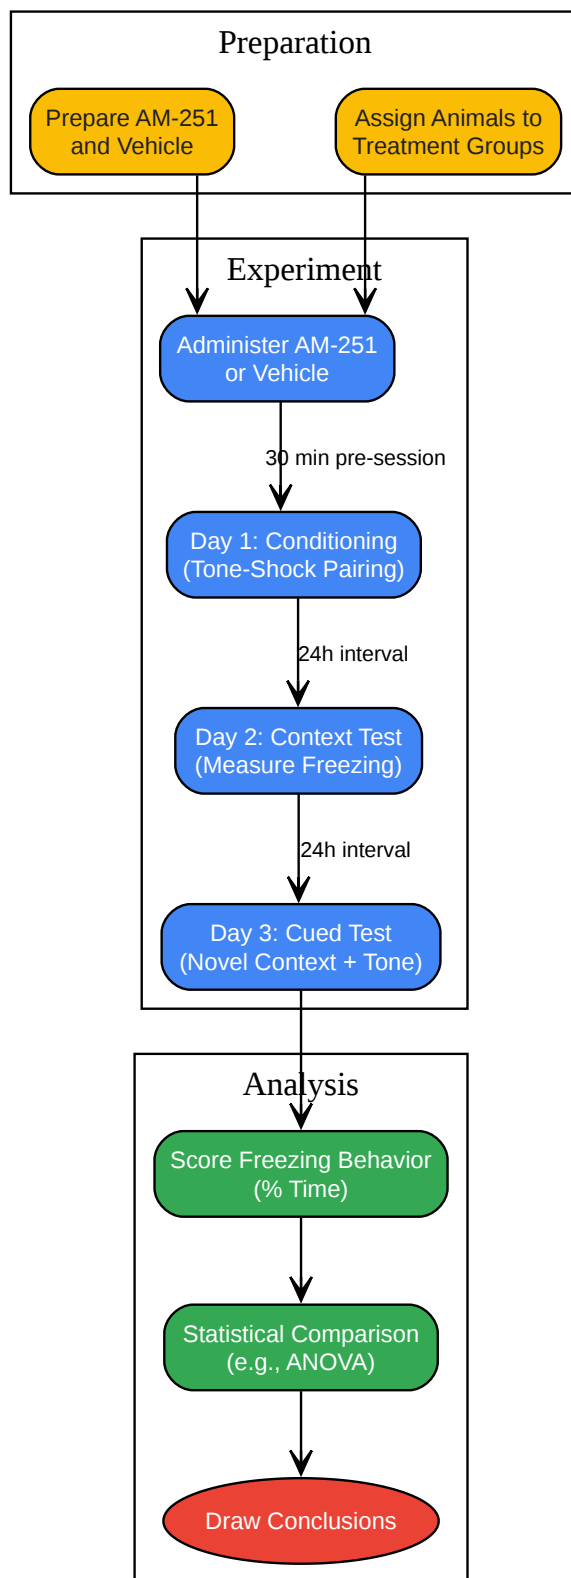 Preparation
Prepare AM-251
and Vehicle
Assign Animals to
Treatment Groups
Experiment
Administer AM-251
or Vehicle
30 min pre-session
Day 1: Conditioning
(Tone-Shock Pairing)
24h interval
Day 2: Context Test
(Measure Freezing)
24h interval
Day 3: Cued Test
(Novel Context + Tone)
Analysis
Score Freezing Behavior
(% Time)
Statistical Comparison
(e.g., ANOVA)
Draw Conclusions